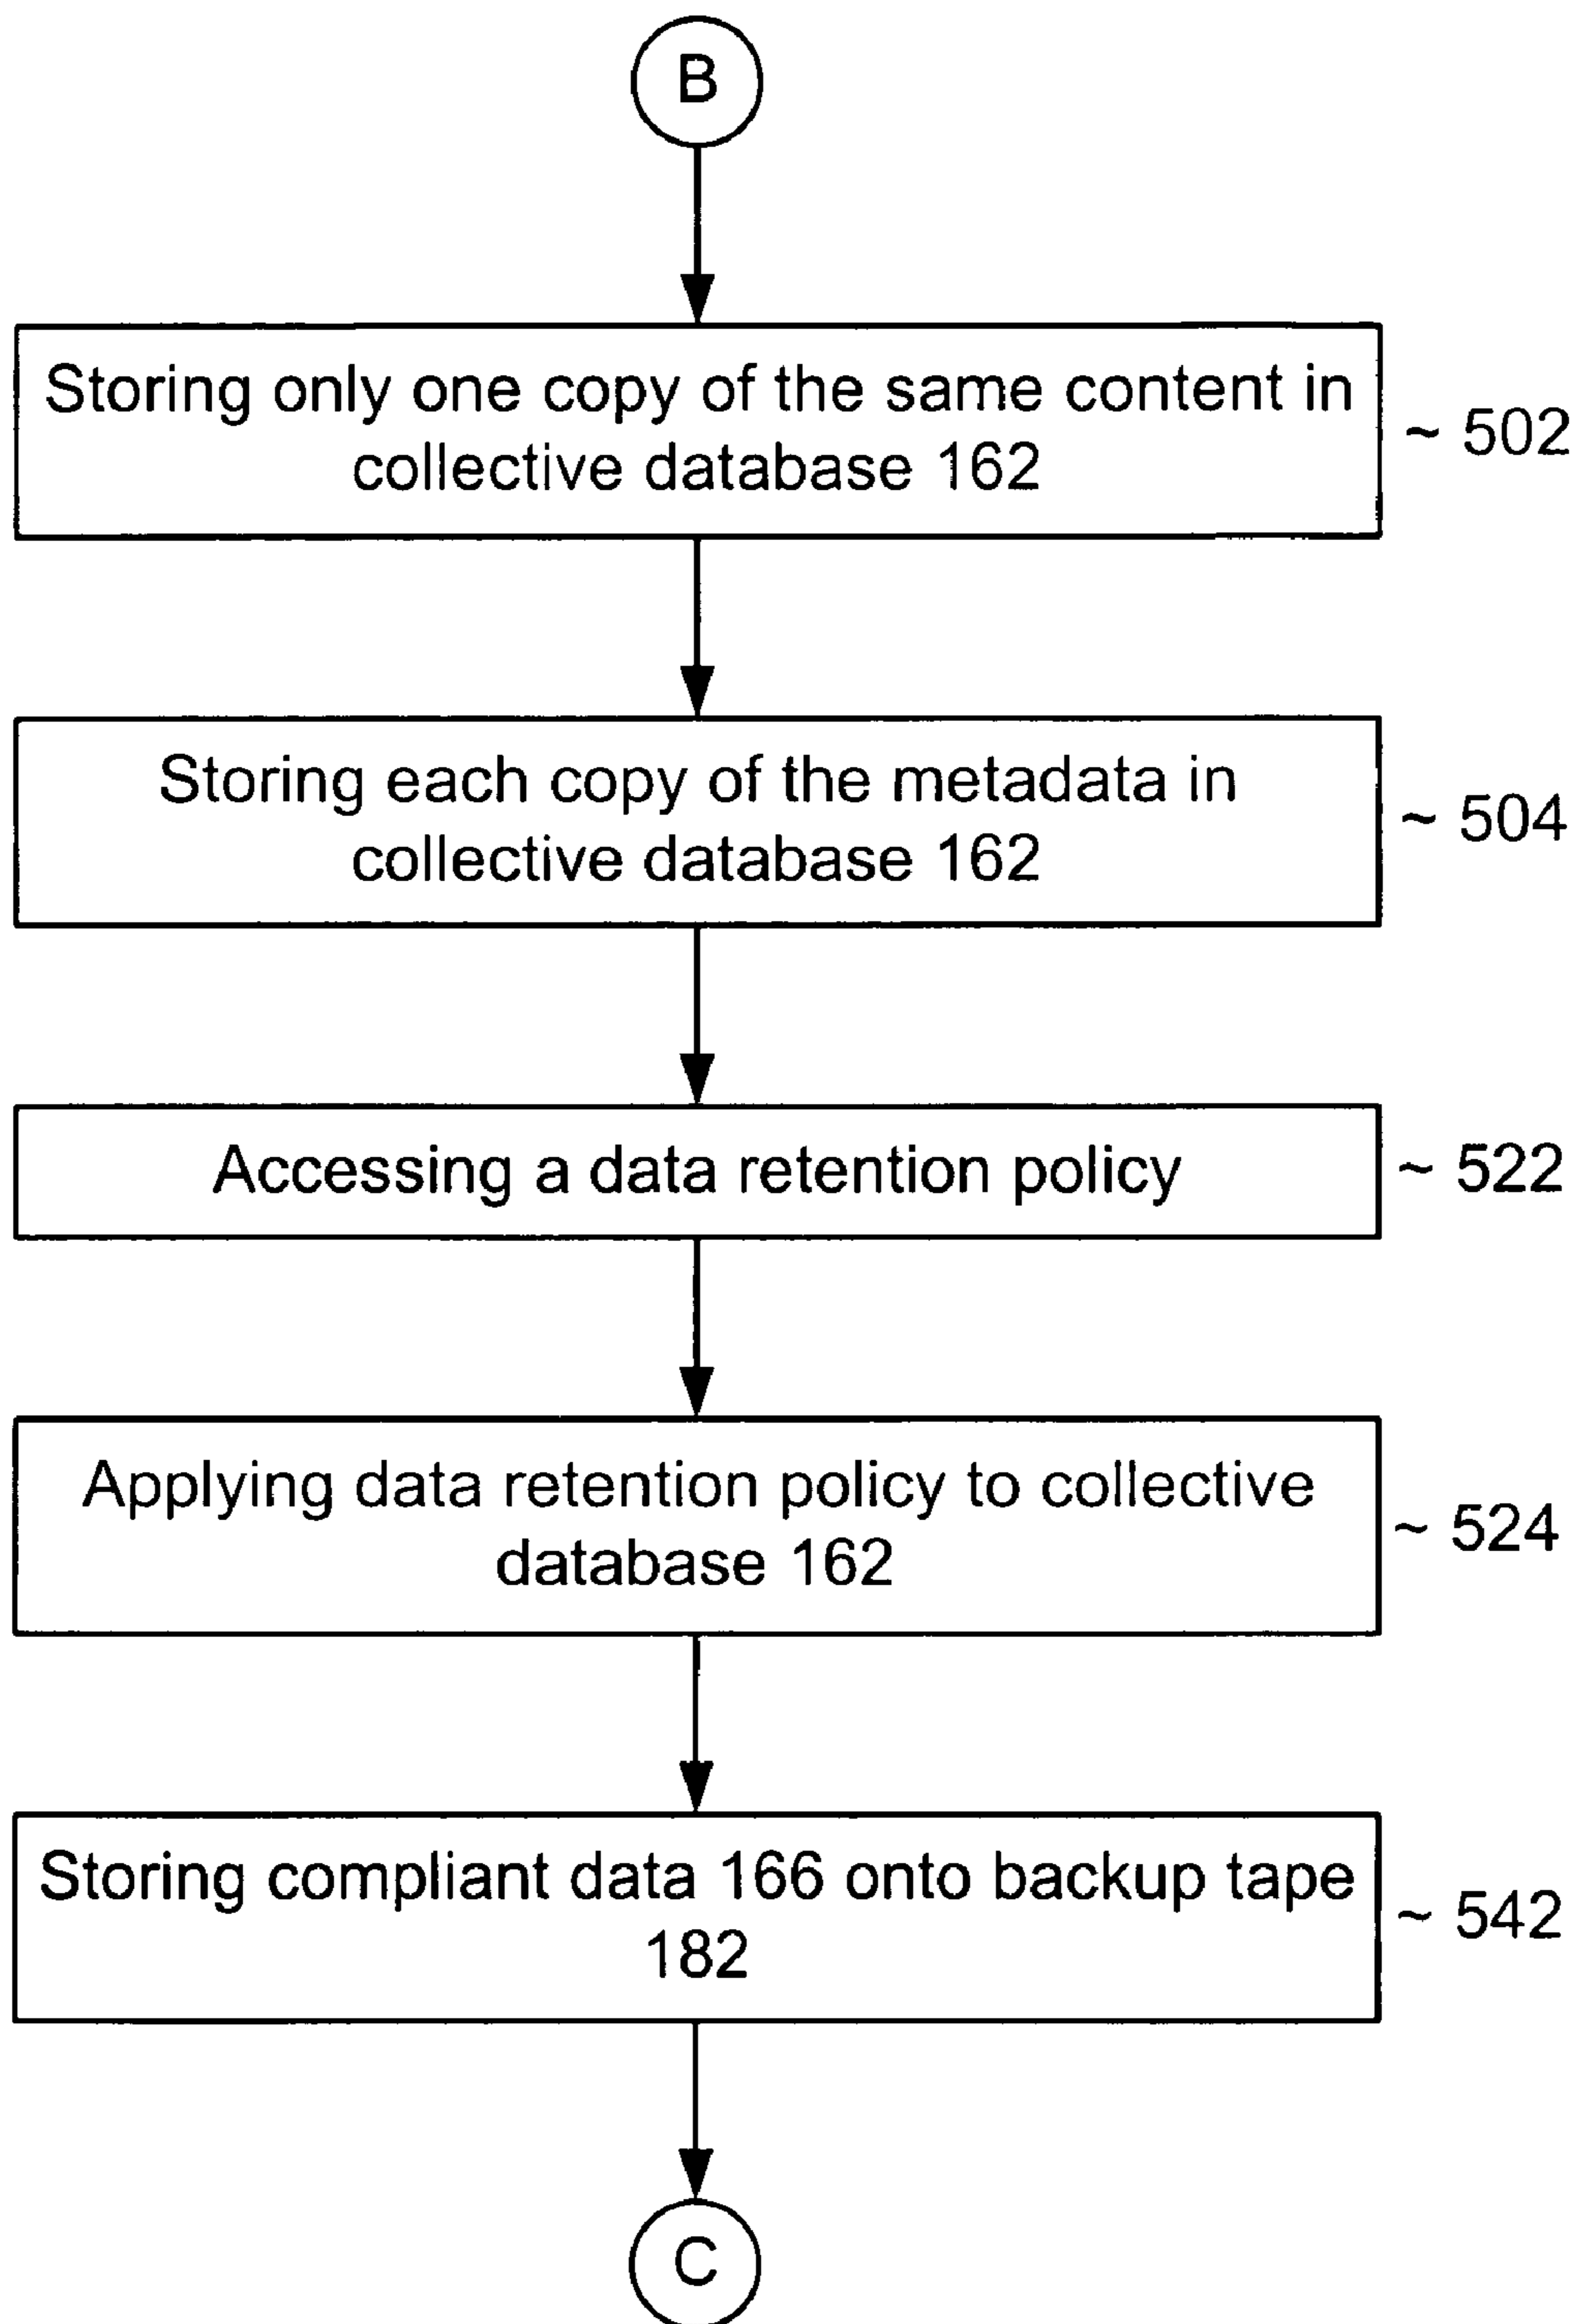 B
Storing only one copy of the same content in
collective database 162
~ 502
Storing each copy of the metadata in
collective database 162
~ 504
Accessing a data retention policy
~ 522
Applying data retention policy to collective
database 162
~ 524
Storing compliant data 166 onto backup tape
182
~ 542
C